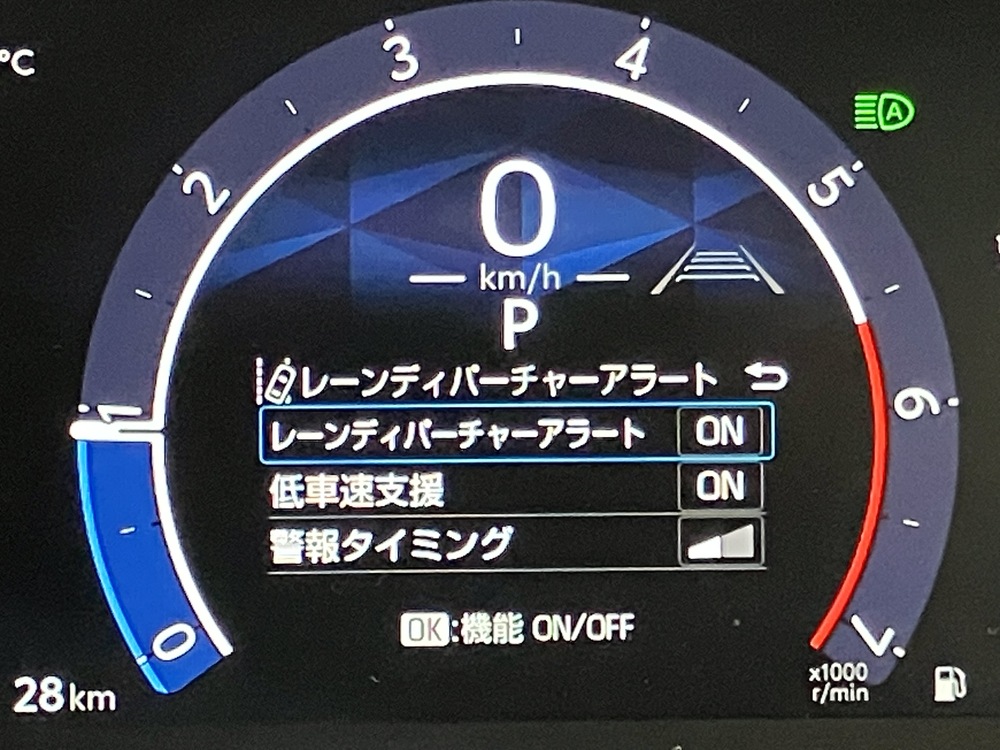 °C
3
4
2
5
A
0
km/h
P
1
6
レーンディパーチャーアラート
レーンディパーチャーアラート ON
低車速支援 ON
警報タイミング
0
7
OK:機能 ON/OFF
28km
x1000
r/min